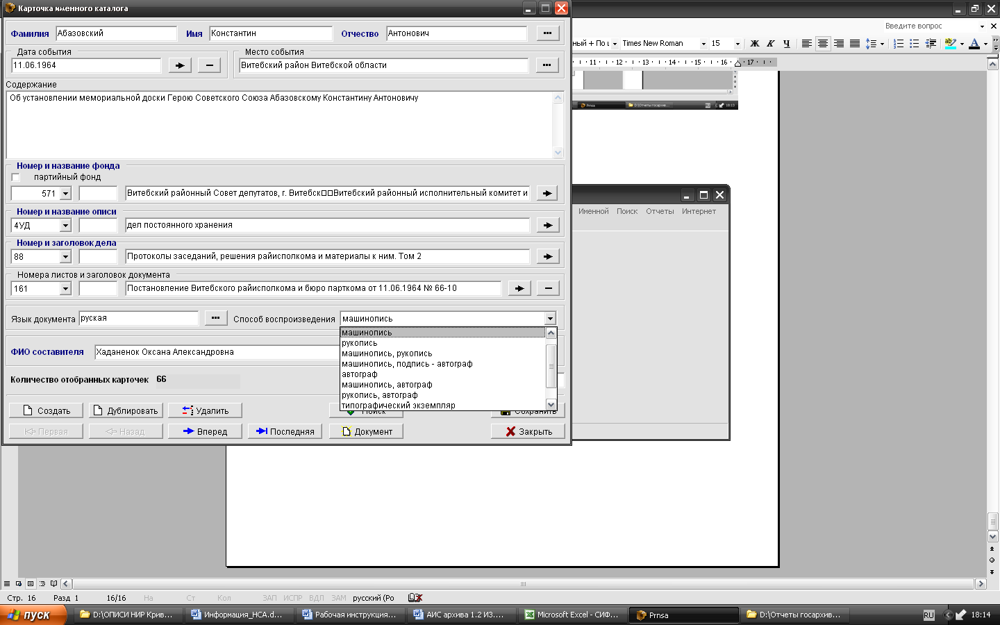 Карточка именного каталога
Введите вопрос
Фамилия Абазовский Имя Константин Отчество Антонович
ный + По ц Times New Roman 15 Ж К Ч
Дата события Место события
11.06.1964 Витебский район Витебской области
11 12 13 14 15 16 17
Содержание
Об установлении мемориальной доски Герою Советского Союза Абазовскому Константину Антоновичу
Prnsa D:\Отчеты госархив... RU 18:13
Номер и название фонда
партийный фонд
571 Витебский районный Совет депутатов, г. Витебск□□Витебский районный исполнительный комитет и
Именной Поиск Отчеты Интернет
Номер и название описи
4УД дел постоянного хранения
Номер и заголовок дела
88 Протоколы заседаний, решения райисполкома и материалы к ним. Том 2
Номера листов и заголовок документа
161 Постановление Витебского райисполкома и бюро парткома от 11.06.1964 № 66-10
Язык документа руская Способ воспроизведения машинопись
машинопись
рукопись
машинопись, рукопись
машинопись, подпись - автограф
автограф
машинопись, автограф
рукопись, автограф
типографический экземпляр
ФИО составителя Хаданенок Оксана Александровна
Количество отобранных карточек 66
Создать Дублировать Удалить Поиск Сохранить
Первая Назад Вперед Последняя Документ Закрыть
Стр. 16 Разд 1 16/16 На Ст Кол ЗАП ИСПР ВДЛ ЗАМ русский (Ро
пуск D:\ОПИСИ НИР Крив... Информация_НСА.d... Рабочая инструкция... АИС архива 1.2 ИЗ.... Microsoft Excel - СИФ... Prnsa D:\Отчеты госархив... RU 18:14